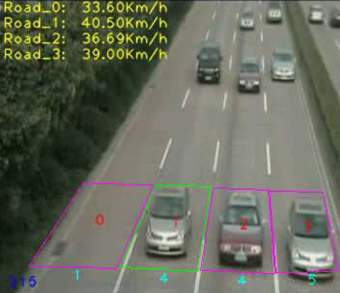 Road_0: 33.60Km/h
Road_1: 40.50Km/h
Road_2: 36.69Km/h
Road_3: 39.00Km/h
0 1 2 3
215
1 4 4 5